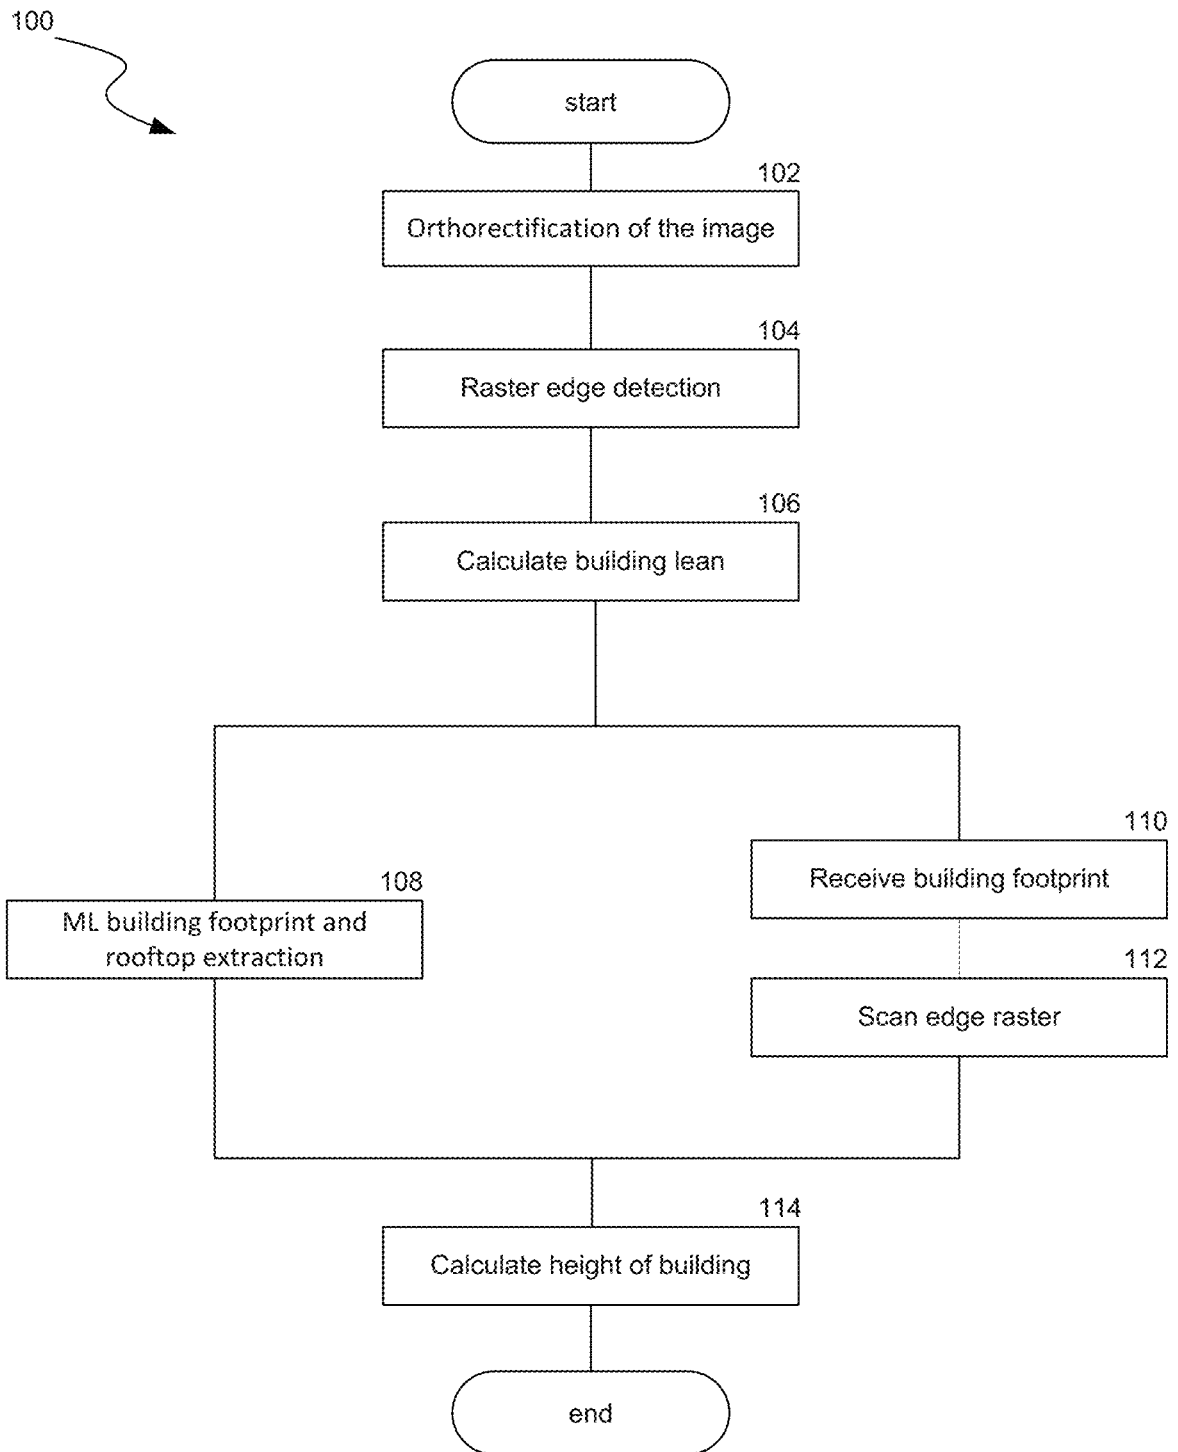 100
start
102
Orthorectification of the image
104
Raster edge detection
106
Calculate building lean
108
ML building footprint and
rooftop extraction
110
Receive building footprint
112
Scan edge raster
114
Calculate height of building
end